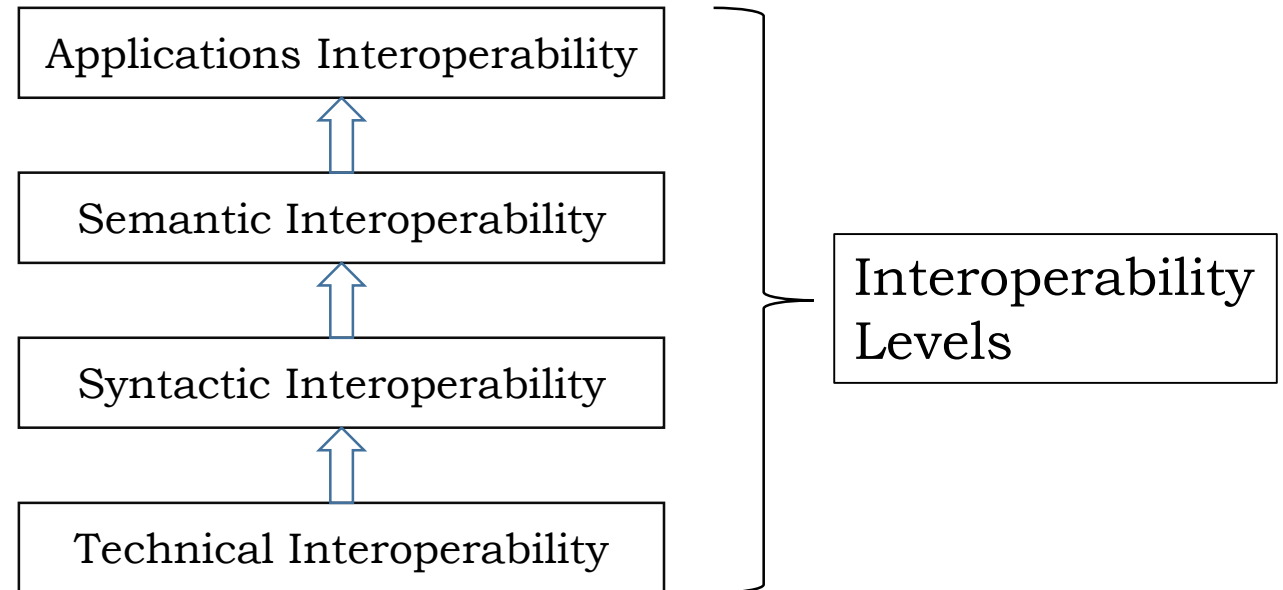 Applications Interoperability
Semantic Interoperability
Syntactic Interoperability
Technical Interoperability
Interoperability
Levels